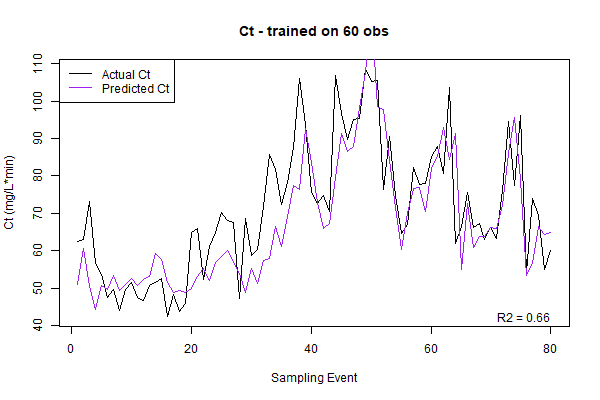 Ct - trained on 60 obs
Actual Ct
Predicted Ct
110
100
90
80
70
60
50
40
Ct (mg/L*min)
R2 = 0.66
0 20 40 60 80
Sampling Event